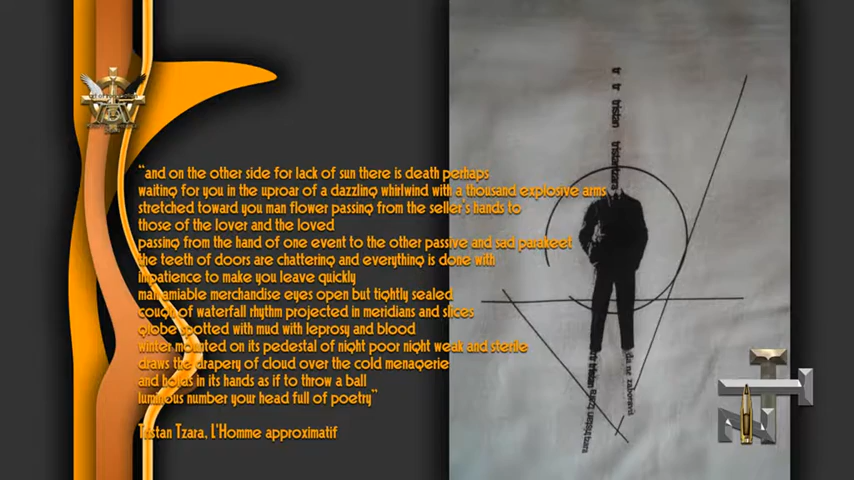 "and on the other side for lack of sun there is death perhaps
waiting for you in the uproar of a dazzling whirlwind with a thousand explosive arms
stretched toward you man flower passing from the seller's hands to
those of the lover and the loved
passing from the hand of one event to the other passive and sad parakeet
the teeth of doors are chattering and everything is done with
impatience to make you leave quickly
man amiable merchandise eyes open but tightly sealed
cough of waterfall rhythm projected in meridians and slices
globe spotted with mud with leprosy and blood
winter mounted on its pedestal of night poor night weak and sterile
draws the drapery of cloud over the cold menagerie
and holds in its hands as if to throw a ball
luminous number your head full of poetry"
Tristan Tzara, L'Homme approximatif
tr tr tristan